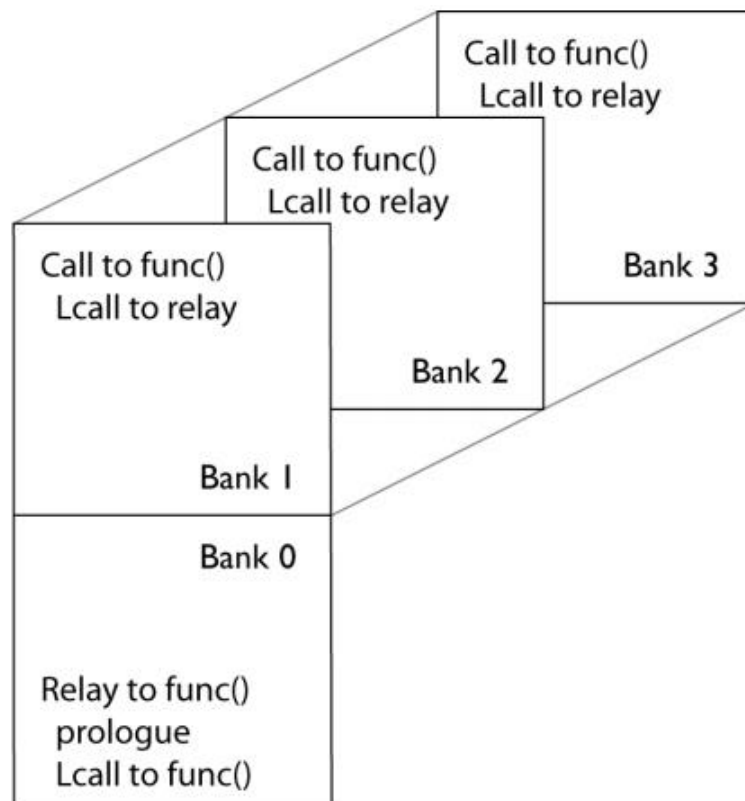 Call to func()
Lcall to relay
Bank 3
Call to func()
Lcall to relay
Bank 2
Call to func()
Lcall to relay
Bank 1
Bank 0
Relay to func()
prologue
Lcall to func()